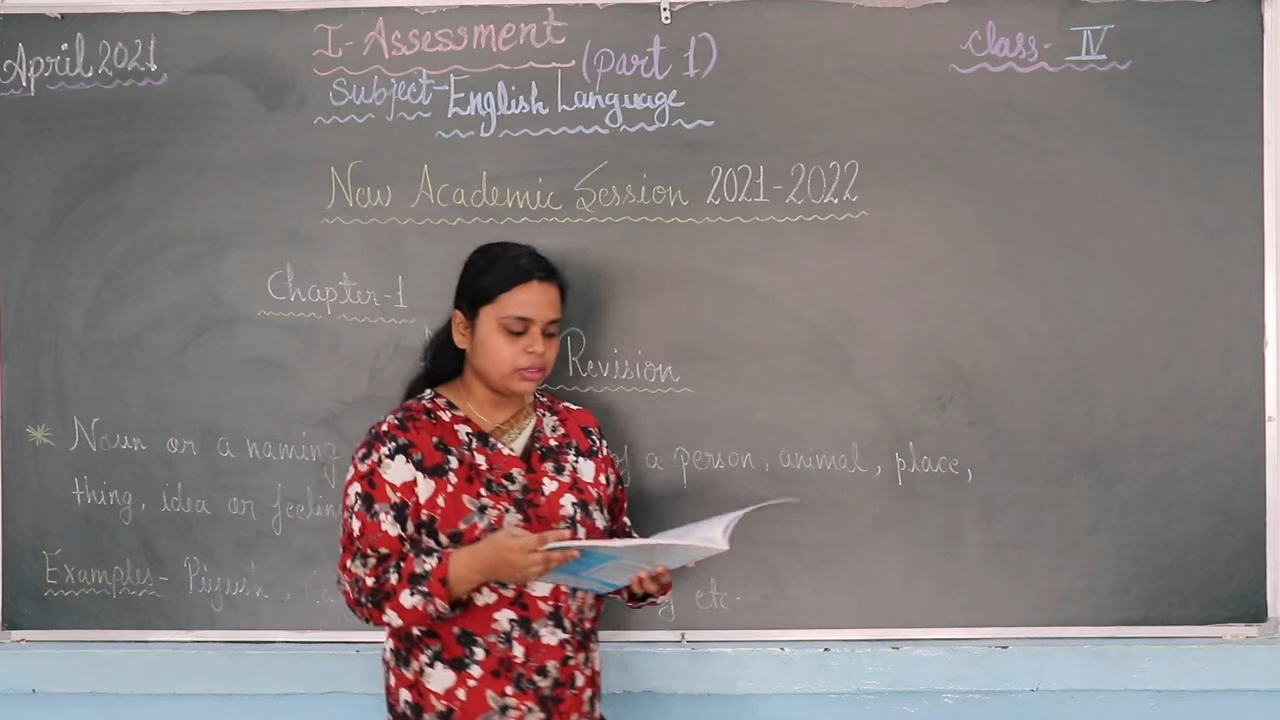 April 2021
I-Assessment (part 1)
Class- IV
Subject-English Language
New Academic Session 2021-2022
Chapter-1
Revision
Noun or a naming of a person, animal, place,
thing, idea or
Examples- Piyush, etc.